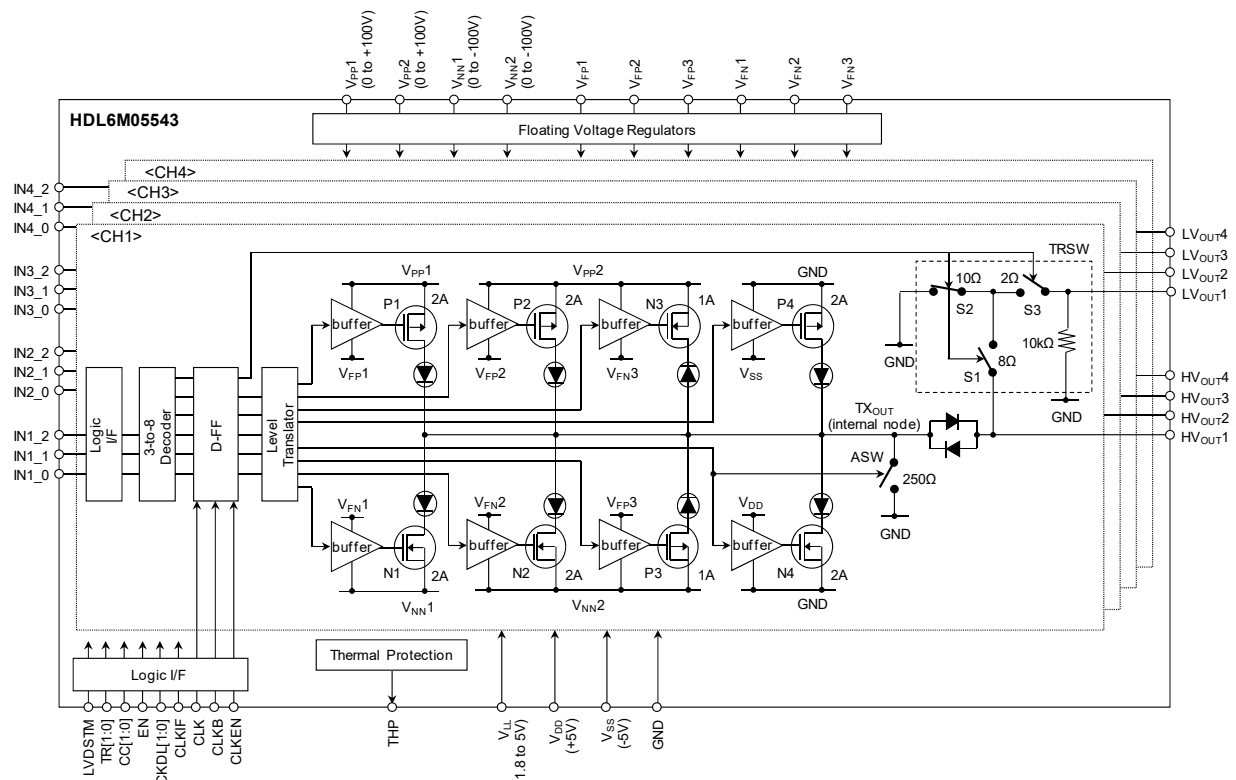 VPP1
(0 to +100V)
VPP2
(0 to +100V)
VNN1
(0 to -100V)
VNN2
(0 to -100V)
VFP1
VFP2
VFP3
VFN1
VFN2
VFN3
HDL6M05543
Floating Voltage Regulators
<CH4>
<CH3>
<CH2>
<CH1>
IN4_2
IN4_1
IN4_0
IN3_2
IN3_1
IN3_0
IN2_2
IN2_1
IN2_0
IN1_2
IN1_1
IN1_0
Logic
I/F
3-to-8
Decoder
D-FF
Level
Translator
VPP1
VPP2
GND
buffer
P1
2A
VFP1
buffer
P2
2A
VFP2
buffer
N3
1A
VFN3
buffer
P4
2A
VSS
TRSW
10Ω
S2
2Ω
S3
8Ω
S1
10kΩ
GND
GND
LVOUT4
LVOUT3
LVOUT2
LVOUT1
HVOUT4
HVOUT3
HVOUT2
HVOUT1
TXOUT
(internal node)
ASW
250Ω
GND
VFN1
buffer
N1
2A
VNN1
VFN2
buffer
N2
2A
VFP3
buffer
P3
1A
VNN2
VDD
buffer
N4
2A
GND
Logic I/F
Thermal Protection
LVDSTM
TR[1:0]
CC[1:0]
EN
CKDL[1:0]
CLKIF
CLK
CLKB
CLKEN
THP
VLL
1.8 to 5V)
VDD
(+5V)
VSS
(-5V)
GND